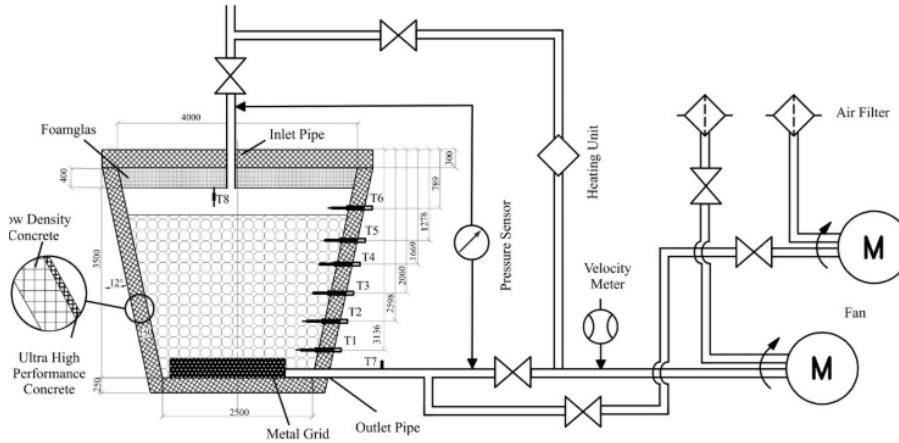 4000
Foamglas
Inlet Pipe
Air Filter
400
300
T8
T6
789
Heating Unit
Pressure Sensor
T5
1278
ow Density
Concrete
T4
1669
M
3500
12°
T3
2060
Velocity
Meter
T2
2598
Fan
T1
3136
T7
M
Ultra High
Performance
Concrete
250
2500
Outlet Pipe
Metal Grid